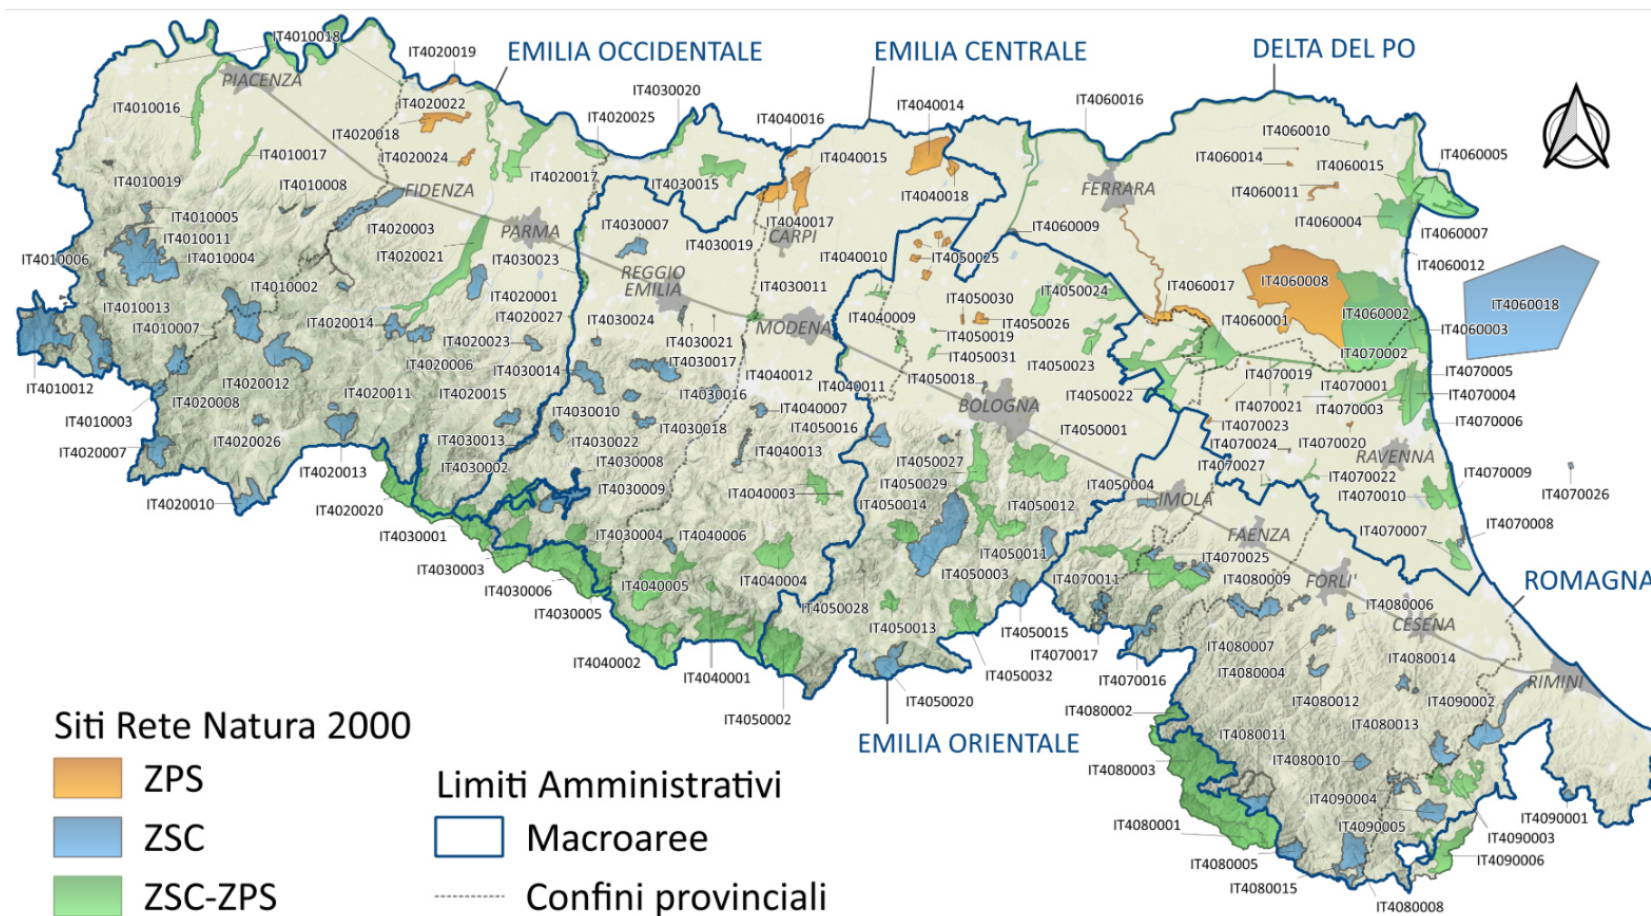 IT4010018
IT4020019
EMILIA OCCIDENTALE
EMILIA CENTRALE
DELTA DEL PO
PIACENZA
IT4010016
IT4020022
IT4020018
IT4020025
IT4030020
IT4040016
IT4040014
IT4060016
IT4060010
IT4060014
IT4060015
IT4060005
IT4010017
IT4020024
IT4020017
IT4030015
IT4040015
IT4040018
IT4060011
IT4010019
IT4010008
FIDENZA
FERRARA
IT4060004
IT4010005
IT4020003
PARMA
IT4030007
IT4040017
CARPI
IT4060009
IT4060007
IT4010011
IT4010004
IT4010006
IT4020021
IT4030023
IT4030019
IT4040010
IT4050025
IT4060012
REGGIO
EMILIA
IT4010002
IT4020001
IT4030011
IT4050024
IT4060017
IT4060008
IT4010013
IT4010007
IT4020014
IT4020027
IT4030024
MODENA
IT4040009
IT4050030
IT4050026
IT4050019
IT4060001
IT4060002
IT4060018
IT4060003
IT4020023
IT4030021
IT4050031
IT4070002
IT4010012
IT4020012
IT4020006
IT4030014
IT4030017
IT4040012
IT4040011
IT4050018
IT4050023
IT4070019
IT4070005
IT4010003
IT4020008
IT4020011
IT4020015
IT4030016
IT4040007
IT4050022
IT4070001
IT4070004
BOLOGNA
IT4070021
IT4070003
IT4030010
IT4030018
IT4050016
IT4050001
IT4070023
IT4070006
IT4020007
IT4020026
IT4030013
IT4030022
IT4040013
IT4070024
IT4070020
RAVENNA
IT4020013
IT4030002
IT4030008
IT4050027
IT4070027
IT4070009
IT4030009
IT4040003
IT4050029
IT4050004
IMOLA
IT4070022
IT4070010
IT4070026
IT4020010
IT4020020
IT4050014
IT4050012
IT4070007
IT4070008
IT4030001
IT4030004
IT4040006
FAENZA
IT4050011
IT4070025
IT4030003
IT4040005
IT4040004
IT4050003
IT4070011
IT4080009
FORLI'
ROMAGNA
IT4030006
IT4030005
IT4050028
IT4080006
CESENA
IT4050013
IT4050015
IT4070017
IT4080007
IT4040002
IT4040001
IT4050032
IT4070016
IT4080004
IT4080014
RIMINI
IT4050002
IT4050020
IT4080002
IT4080012
IT4090002
EMILIA ORIENTALE
IT4080011
IT4080013
IT4080003
IT4080010
IT4090004
IT4080001
IT4090005
IT4090001
IT4090003
IT4080005
IT4090006
IT4080015
IT4080008
Siti Rete Natura 2000
ZPS
ZSC
ZSC-ZPS
Limiti Amministrativi
Macroaree
Confini provinciali